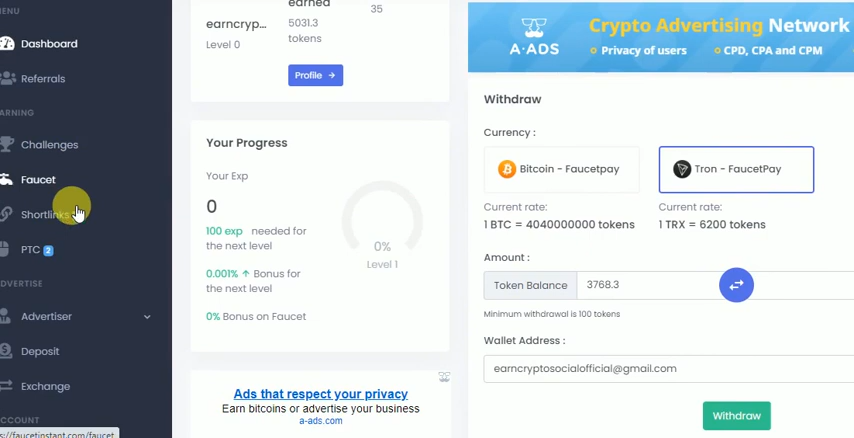 MENU
Dashboard
Referrals
EARNING
Challenges
Faucet
Shortlinks
PTC 2
ADVERTISE
Advertiser
Deposit
Exchange
ACCOUNT
s://faucetinstant.com/faucet
earncryp...
Level 0
earned
5031.3
tokens
35
Profile →
Your Progress
Your Exp
0
100 exp needed for
the next level
0.001% ↑ Bonus for
the next level
0% Bonus on Faucet
0%
Level 1
Ads that respect your privacy
Earn bitcoins or advertise your business
a-ads.com
A-ADS
Crypto Advertising Network
Privacy of users
CPD, CPA and CPM
Withdraw
Currency :
Bitcoin - Faucetpay
Tron - FaucetPay
Current rate:
1 BTC = 4040000000 tokens
Current rate:
1 TRX = 6200 tokens
Amount :
Token Balance
3768.3
Minimum withdrawal is 100 tokens
Wallet Address :
earncryptosocialofficial@gmail.com
Withdraw